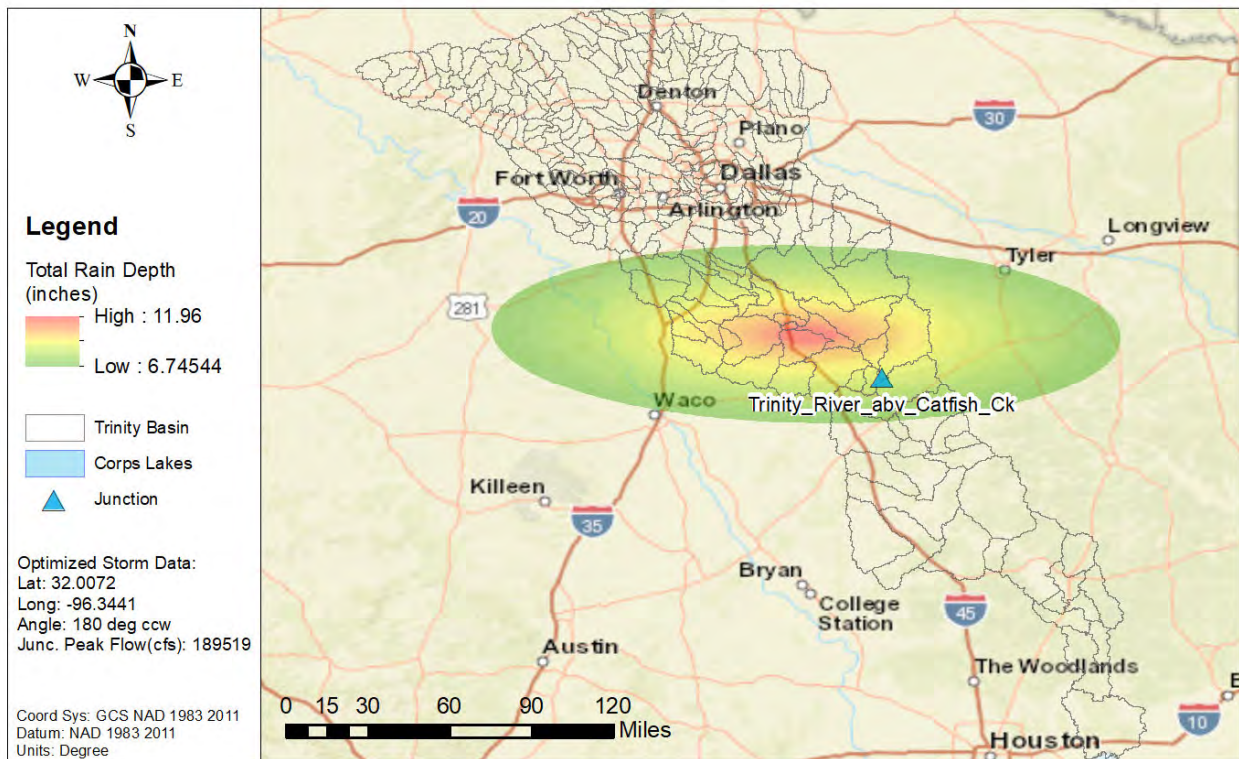 N
W
E
S
Legend
Total Rain Depth
(inches)
High : 11.96
Low : 6.74544
Trinity Basin
Corps Lakes
Junction
Optimized Storm Data:
Lat: 32.0072
Long: -96.3441
Angle: 180 deg ccw
Junc. Peak Flow(cfs): 189519
Coord Sys: GCS NAD 1983 2011
Datum: NAD 1983 2011
Units: Degree
Denton
30
Plano
Fort Worth
Dallas
20
Arlington
Longview
Tyler
281
Trinity_River_abv_Catfish_Ck
Waco
Killeen
35
Bryan
College
Station
45
Austin
The Woodlands
B
10
Houston
0 15 30 60 90 120
Miles